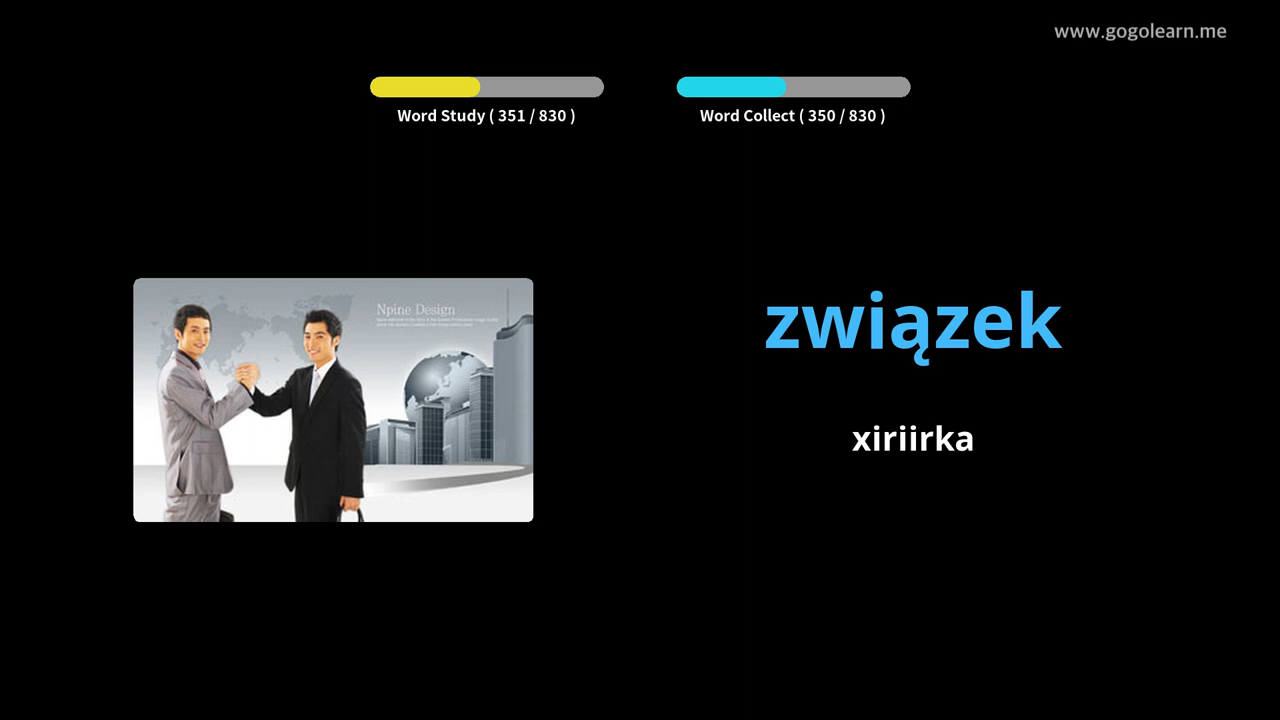 www.gogolearn.me
Word Study ( 351 / 830 )
Word Collect ( 350 / 830 )
Npine Design
związek
xiriirka